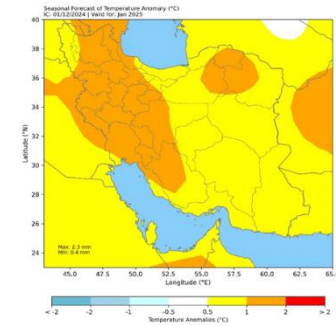 Seasonal Forecast of Temperature Anomaly (°C)
IC: 01/12/2024 | Valid for: Jan 2025
40
38
36
34
32
30
28
26
24
Latitude (°N)
Max: 2.3 mm
Min: 0.4 mm
45.0 47.5 50.0 52.5 55.0 57.5 60.0 62.5 65.0
Longitude (°E)
< -2 -2 -1 -0.5 0.5 1 2 > 2
Temperature Anomalies (°C)